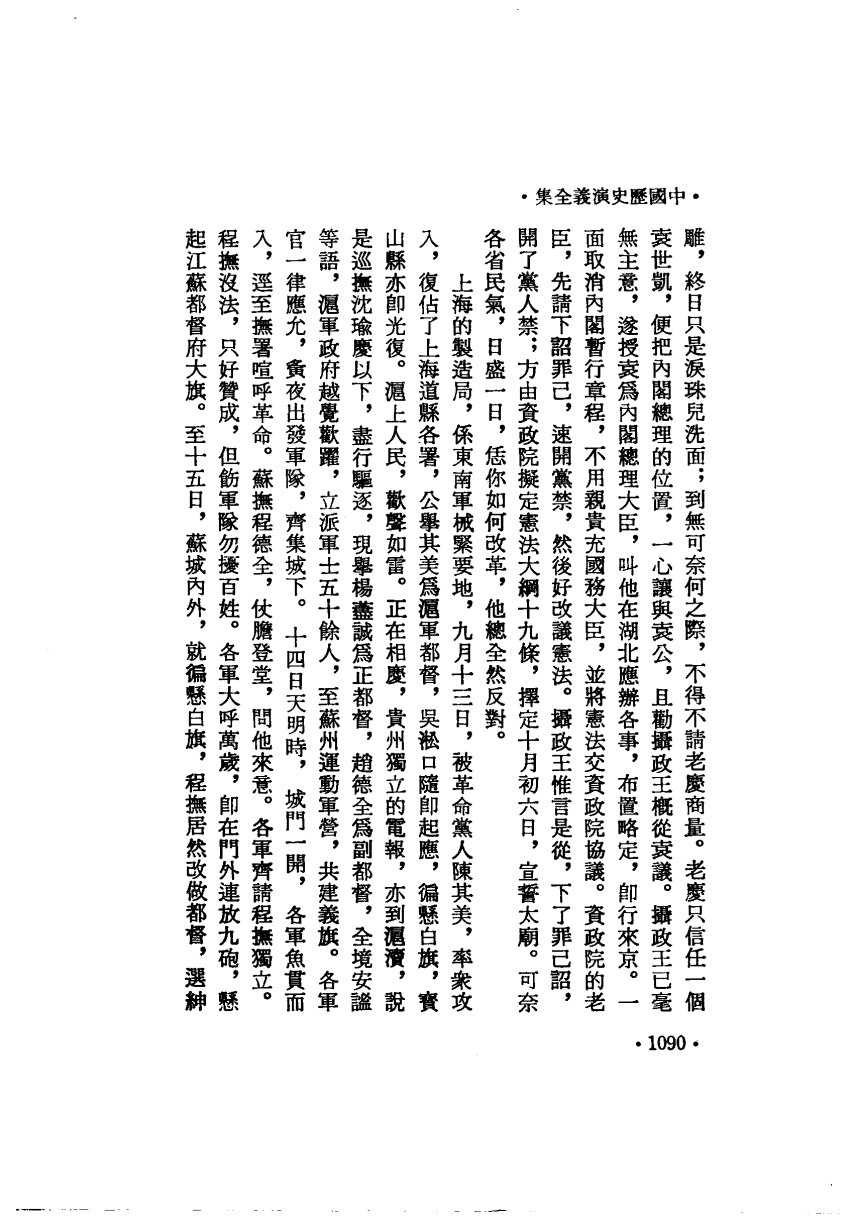 •中國歷史演義全集•
雕，終日只是淚珠兒洗面；到無可奈何之際，不得不請老慶商量。老慶只信任一個
袁世凱，便把內閣總理的位置，一心讓與袁公，且勸攝政王概從袁議。攝政王已毫
無主意，遂授袁爲內閣總理大臣，叫他在湖北應辦各事，布置略定，卽行來京。一
面取消內閣暫行章程，不用親貴充國務大臣，並將憲法交資政院協議。資政院的老
臣，先請下詔罪己，速開黨禁，然後好改議憲法。攝政王惟言是從，下了罪己詔，
開了黨人禁；方由資政院擬定憲法大綱十九條，擇定十月初六日，宣誓太廟。可奈
各省民氣，日盛一日，恁你如何改革，他總全然反對。
上海的製造局，係東南軍械緊要地，九月十三日，被革命黨人陳其美，率衆攻
入，復佔了上海道縣各署，公舉其美爲滬軍都督，吳淞口隨卽起應，徧懸白旗，寶
山縣亦卽光復。滬上人民，歡聲如雷。正在相慶，貴州獨立的電報，亦到滬瀆，說
是巡撫沈瑜慶以下，盡行驅逐，現舉楊藎誠爲正都督，趙德全爲副都督，全境安謐
等語，滬軍政府越覺歡躍，立派軍士五十餘人，至蘇州運動軍營，共建義旗。各軍
官一律應允，夤夜出發軍隊，齊集城下。十四日天明時，城門一開，各軍魚貫而
入，逕至撫署喧呼革命。蘇撫程德全，仗膽登堂，問他來意。各軍齊請程撫獨立。
程撫沒法，只好贊成，但飭軍隊勿擾百姓。各軍大呼萬歲，卽在門外連放九砲，懸
起江蘇都督府大旗。至十五日，蘇城內外，就徧懸白旗，程撫居然改做都督，選紳
•1090•